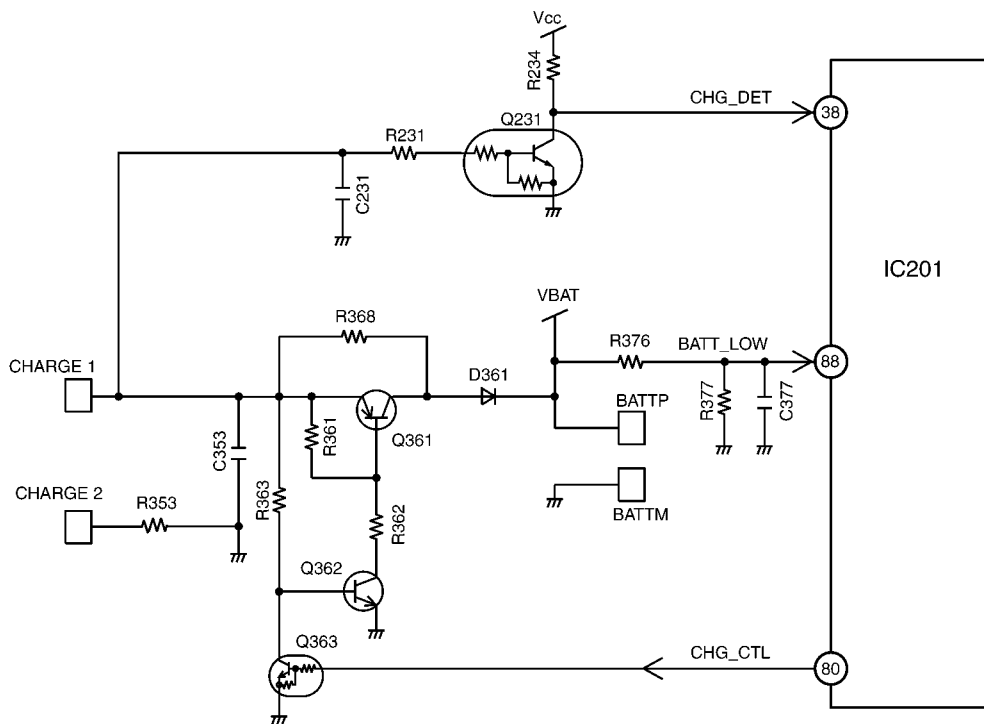 Vcc
R234
CHG_DET
38
Q231
R231
C231
IC201
VBAT
R368
R376
BATT_LOW
88
CHARGE 1
D361
BATTP
R377
C377
R361
Q361
C353
CHARGE 2
R353
R363
R362
BATTM
Q362
Q363
CHG_CTL
80